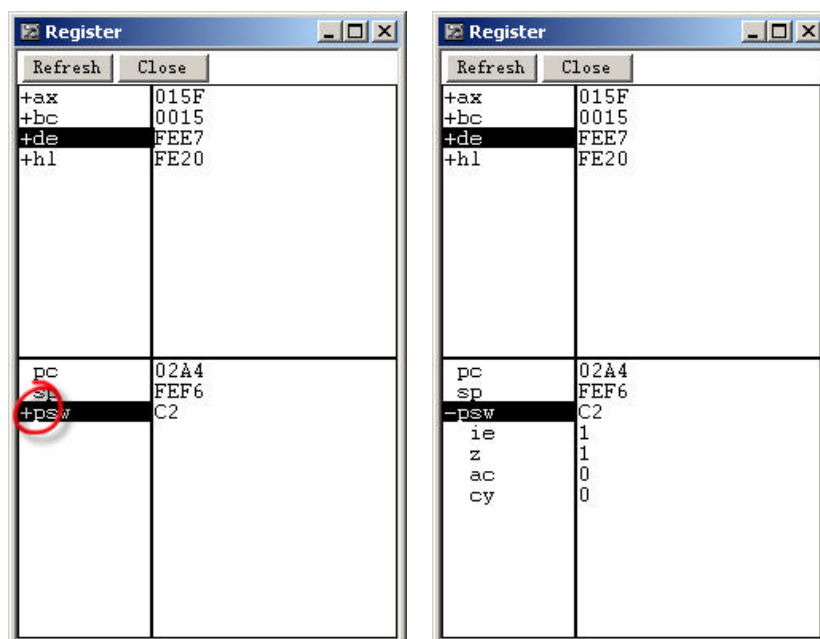 Register
Refresh Close
+ax 015F
+bc 0015
+de FEE7
+hl FE20
pc 02A4
sp FEF6
+psw C2
Register
Refresh Close
+ax 015F
+bc 0015
+de FEE7
+hl FE20
pc 02A4
sp FEF6
-psw C2
ie 1
z 1
ac 0
cy 0